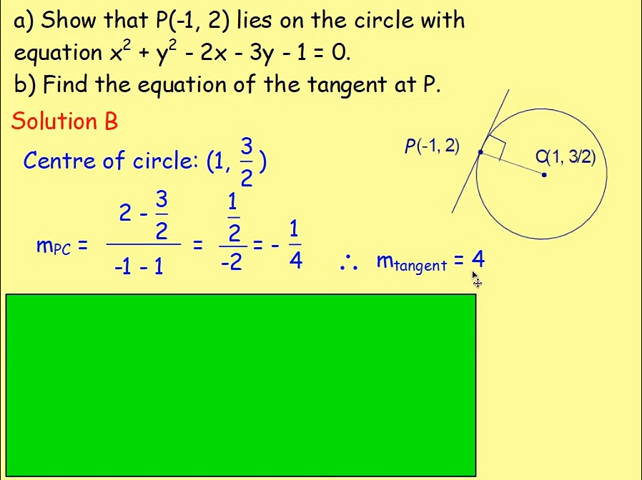 a) Show that P(-1, 2) lies on the circle with
equation x² + y² - 2x - 3y - 1 = 0.
b) Find the equation of the tangent at P.
Solution B
Centre of circle: (1, 3/2)
P(-1, 2)
C(1, 3/2)
m_PC = (2 - 3/2)/(-1 - 1) = (1/2)/-2 = - 1/4 ∴ m_tangent = 4